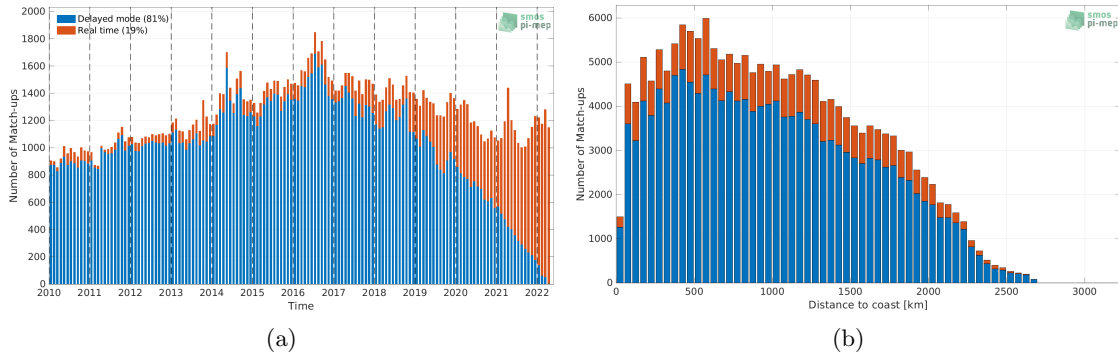 Delayed mode (81%)
Real time (19%)
smos
pi-mep
Number of Match-ups
2000
1800
1600
1400
1200
1000
800
600
400
200
0
2010 2011 2012 2013 2014 2015 2016 2017 2018 2019 2020 2021 2022
Time
(a)
smos
pi-mep
Number of Match-ups
6000
5000
4000
3000
2000
1000
0
0 500 1000 1500 2000 2500 3000
Distance to coast [km]
(b)